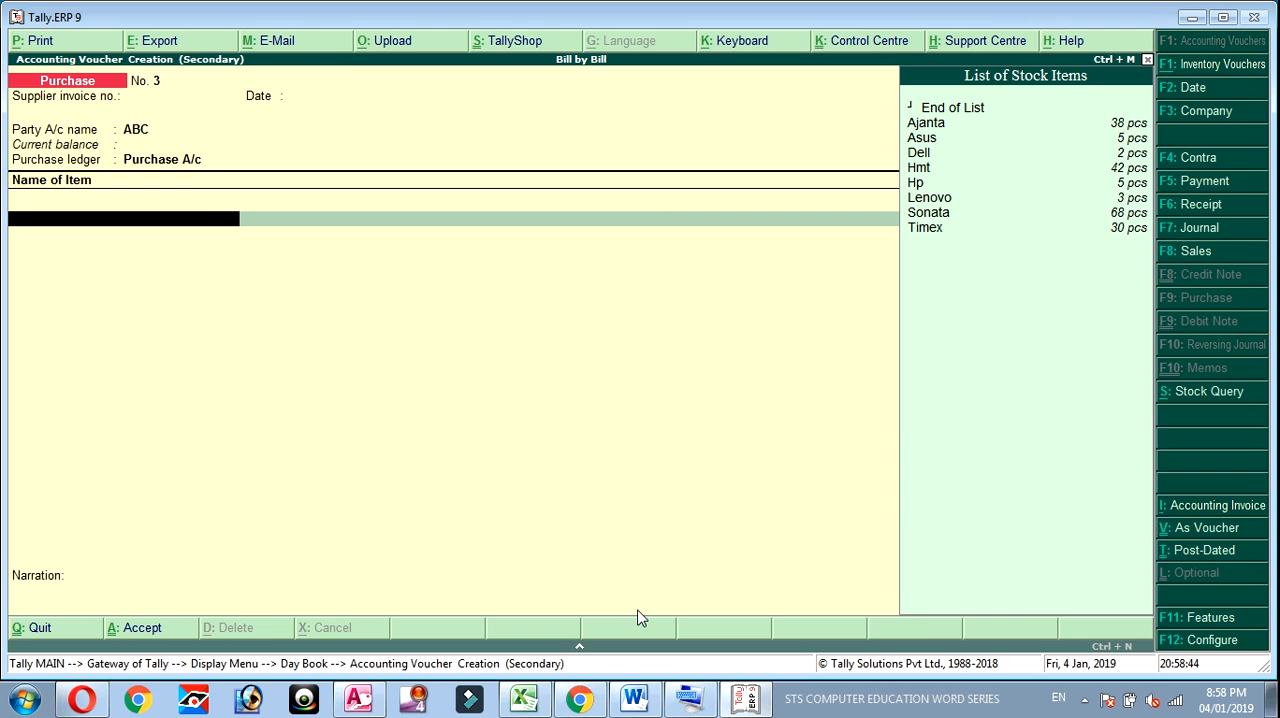 Tally.ERP 9
P: Print E: Export M: E-Mail O: Upload S: TallyShop G: Language K: Keyboard K: Control Centre H: Support Centre H: Help
F1: Accounting Vouchers
Accounting Voucher Creation (Secondary) Bill by Bill Ctrl + M
F1: Inventory Vouchers
Purchase No. 3
List of Stock Items
F2: Date
Supplier invoice no.: Date :
End of List
F3: Company
Party A/c name : ABC
Ajanta 38 pcs
Current balance :
Asus 5 pcs
Purchase ledger : Purchase A/c
Dell 2 pcs
F4: Contra
Name of Item
Hmt 42 pcs
Hp 5 pcs
F5: Payment
Lenovo 3 pcs
F6: Receipt
Sonata 68 pcs
Timex 30 pcs
F7: Journal
F8: Sales
F8: Credit Note
F9: Purchase
F9: Debit Note
F10: Reversing Journal
F10: Memos
S: Stock Query
I: Accounting Invoice
V: As Voucher
T: Post-Dated
L: Optional
Narration:
F11: Features
Q: Quit A: Accept D: Delete X: Cancel
F12: Configure
Ctrl + N
Tally MAIN --> Gateway of Tally --> Display Menu --> Day Book --> Accounting Voucher Creation (Secondary) © Tally Solutions Pvt Ltd., 1988-2018 Fri, 4 Jan, 2019 20:58:44
STS COMPUTER EDUCATION WORD SERIES EN 8:58 PM
04/01/2019